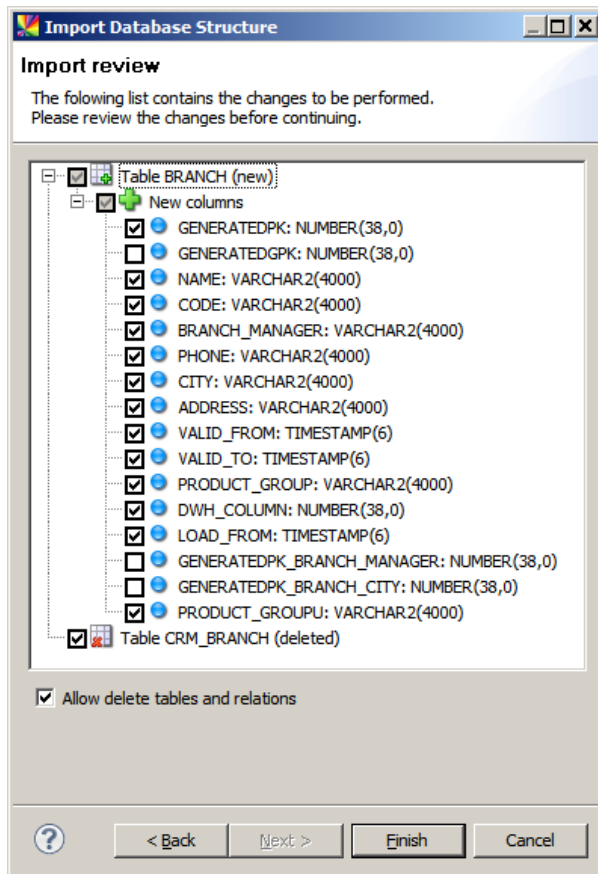 Import Database Structure
Import review
The folowing list contains the changes to be performed.
Please review the changes before continuing.
Table BRANCH (new)
New columns
GENERATEDPK: NUMBER(38,0)
GENERATEDGPK: NUMBER(38,0)
NAME: VARCHAR2(4000)
CODE: VARCHAR2(4000)
BRANCH_MANAGER: VARCHAR2(4000)
PHONE: VARCHAR2(4000)
CITY: VARCHAR2(4000)
ADDRESS: VARCHAR2(4000)
VALID_FROM: TIMESTAMP(6)
VALID_TO: TIMESTAMP(6)
PRODUCT_GROUP: VARCHAR2(4000)
DWH_COLUMN: NUMBER(38,0)
LOAD_FROM: TIMESTAMP(6)
GENERATEDPK_BRANCH_MANAGER: NUMBER(38,0)
GENERATEDPK_BRANCH_CITY: NUMBER(38,0)
PRODUCT_GROUPU: VARCHAR2(4000)
Table CRM_BRANCH (deleted)
Allow delete tables and relations
? < Back Next > Finish Cancel